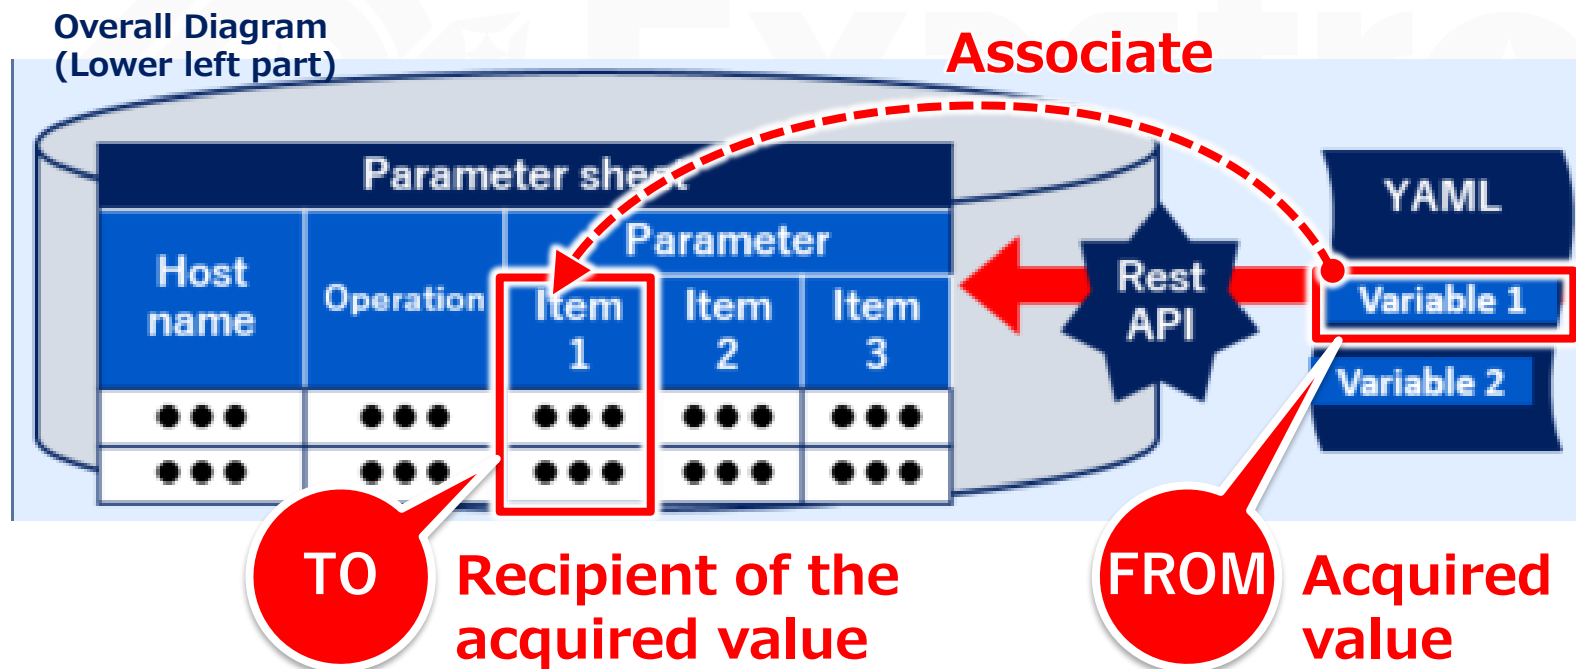 Overall Diagram
(Lower left part)
Associate
Parameter sheet
Host
name
Operation
Parameter
Item
1
Item
2
Item
3
Rest
API
YAML
Variable 1
Variable 2
TO
Recipient of the
acquired value
FROM
Acquired
value